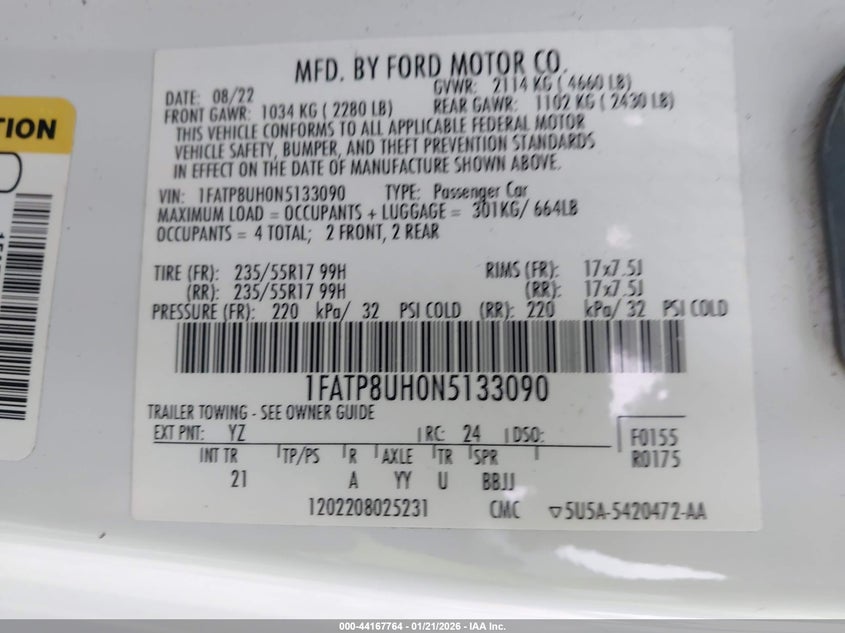 MFD. BY FORD MOTOR CO.
DATE: 08/22 GVWR: 2114 KG ( 4660 LB)
FRONT GAWR: 1034 KG ( 2280 LB) REAR GAWR: 1102 KG ( 2430 LB)
THIS VEHICLE CONFORMS TO ALL APPLICABLE FEDERAL MOTOR
VEHICLE SAFETY, BUMPER, AND THEFT PREVENTION STANDARDS
IN EFFECT ON THE DATE OF MANUFACTURE SHOWN ABOVE.
VIN: 1FATP8UH0N5133090 TYPE: Passenger Car
MAXIMUM LOAD = OCCUPANTS + LUGGAGE = 301KG/ 664LB
OCCUPANTS = 4 TOTAL; 2 FRONT, 2 REAR
TIRE (FR): 235/55R17 99H RIMS (FR): 17x7.5J
(RR): 235/55R17 99H (RR): 17x7.5J
PRESSURE (FR): 220 kPa/ 32 PSI COLD (RR): 220 kPa/ 32 PSI COLD
1FATP8UH0N5133090
TRAILER TOWING - SEE OWNER GUIDE
EXT PNT: YZ RC: 24 DSO: F0155
INT TR TP/PS R AXLE TR SPR R0175
21 A YY U BBJJ
1202208025231 CMC ▽5U5A-5420472-AA
TION
000-44167764 - 01/21/2026 - IAA Inc.